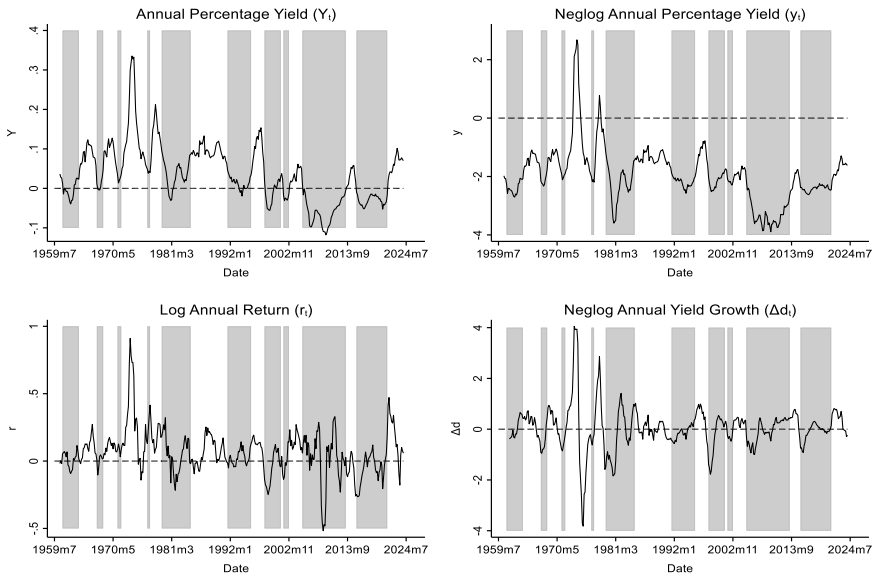 Annual Percentage Yield (Yₜ)
Y
.4
.3
.2
.1
0
-.1
1959m7 1970m5 1981m3 1992m1 2002m11 2013m9 2024m7
Date
Neglog Annual Percentage Yield (yₜ)
y
2
0
-2
-4
1959m7 1970m5 1981m3 1992m1 2002m11 2013m9 2024m7
Date
Log Annual Return (rₜ)
r
1
.5
0
-.5
1959m7 1970m5 1981m3 1992m1 2002m11 2013m9 2024m7
Date
Neglog Annual Yield Growth (Δdₜ)
Δd
4
2
0
-2
-4
1959m7 1970m5 1981m3 1992m1 2002m11 2013m9 2024m7
Date